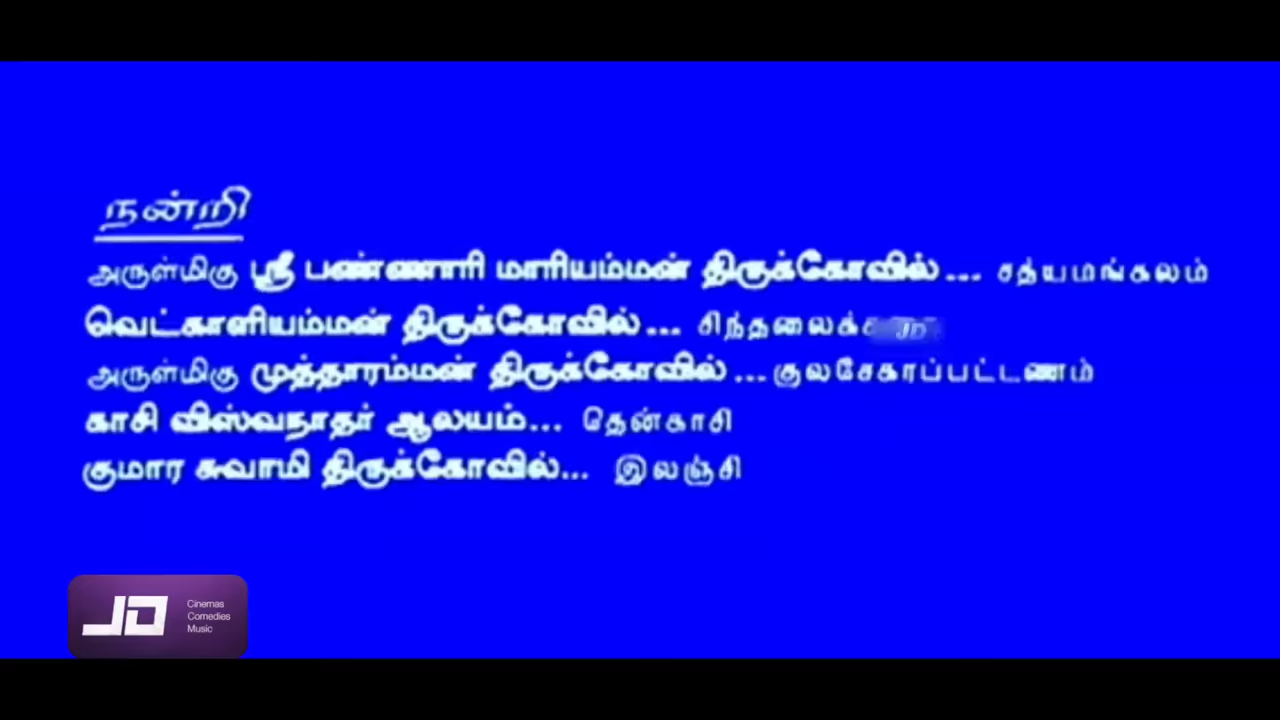 நன்றி
அருள்மிகு ஸ்ரீ பண்ணாரி மாரியம்மன் திருக்கோவில்... சத்யமங்கலம்
வெட்காளியம்மன் திருக்கோவில்...
அருள்மிகு முத்தாரம்மன் திருக்கோவில்... குலசேகரப்பட்டணம்
காசி விஸ்வநாதர் ஆலயம்... தென்காசி
குமார சுவாமி திருக்கோவில்... இலஞ்சி
JD
JD
Cinemas
Comedies
Music